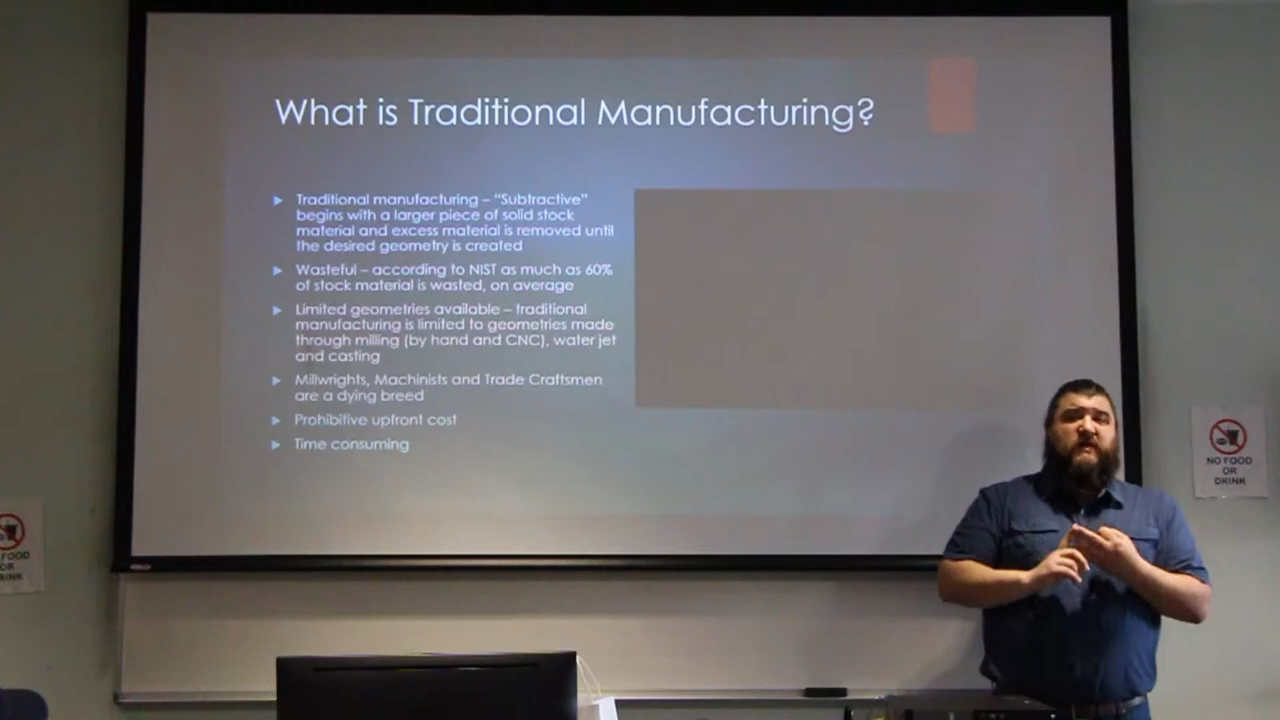 What is Traditional Manufacturing?
Traditional manufacturing – “Subtractive”
begins with a larger piece of solid stock
material and excess material is removed until
the desired geometry is created
Wasteful – according to NIST as much as 60%
of stock material is wasted, on average
Limited geometries available – traditional
manufacturing is limited to geometries made
through milling (by hand and CNC), water jet
and casting
Millwrights, Machinists and Trade Craftsmen
are a dying breed
Prohibitive upfront cost
Time consuming
NO FOOD
OR
DRINK
FOOD
OR
RINK